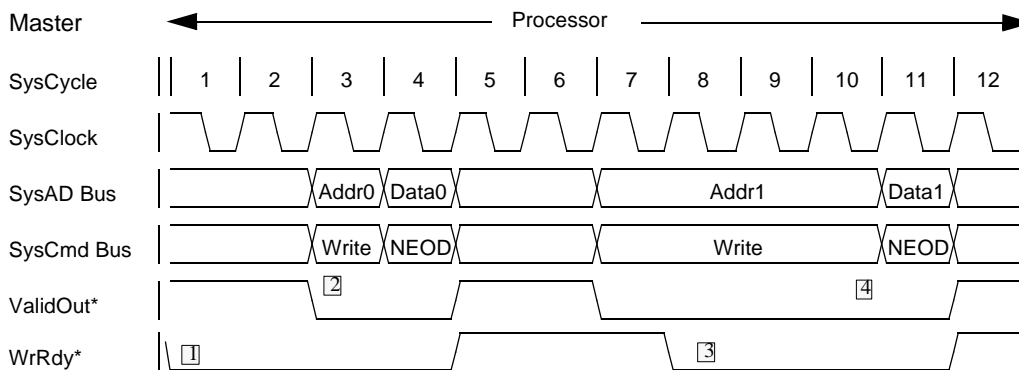 Master Processor
SysCycle 1 2 3 4 5 6 7 8 9 10 11 12
SysClock
SysAD Bus Addr0 Data0 Addr1 Data1
SysCmd Bus Write NEOD Write NEOD
2 4
ValidOut*
WrRdy* 1 3